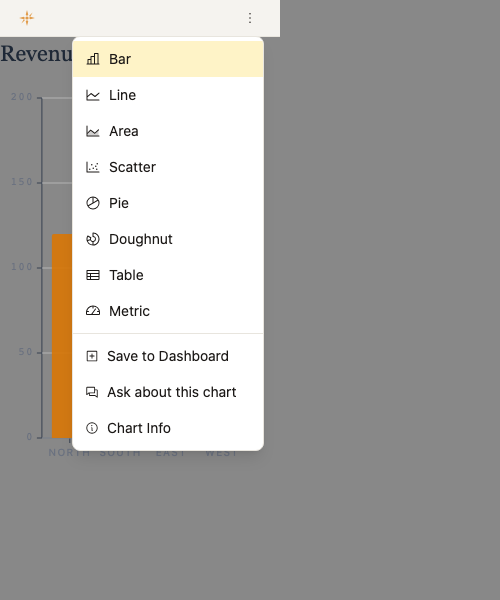 Bar
Line
Area
Scatter
Pie
Doughnut
Table
Metric
Save to Dashboard
Ask about this chart
Chart Info
200
150
100
50
0
NORTH SOUTH EAST WEST